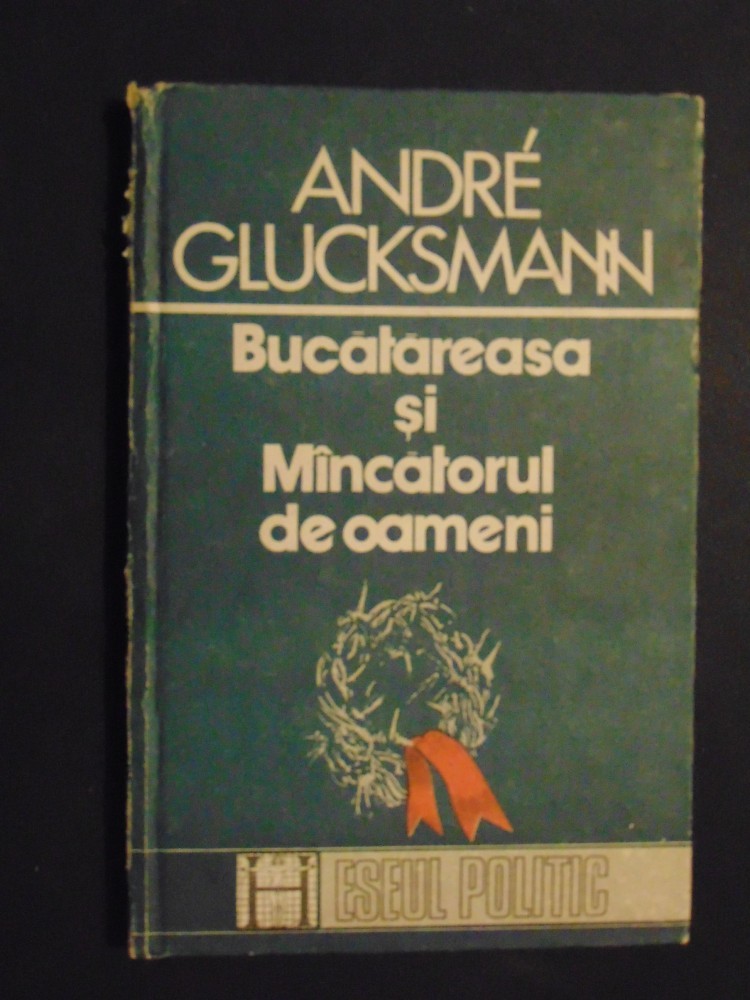 ANDRÉ
GLUCKSMANN
Bucătăreasa
și
Mîncătorul
de oameni
H ESEUL POLITIC